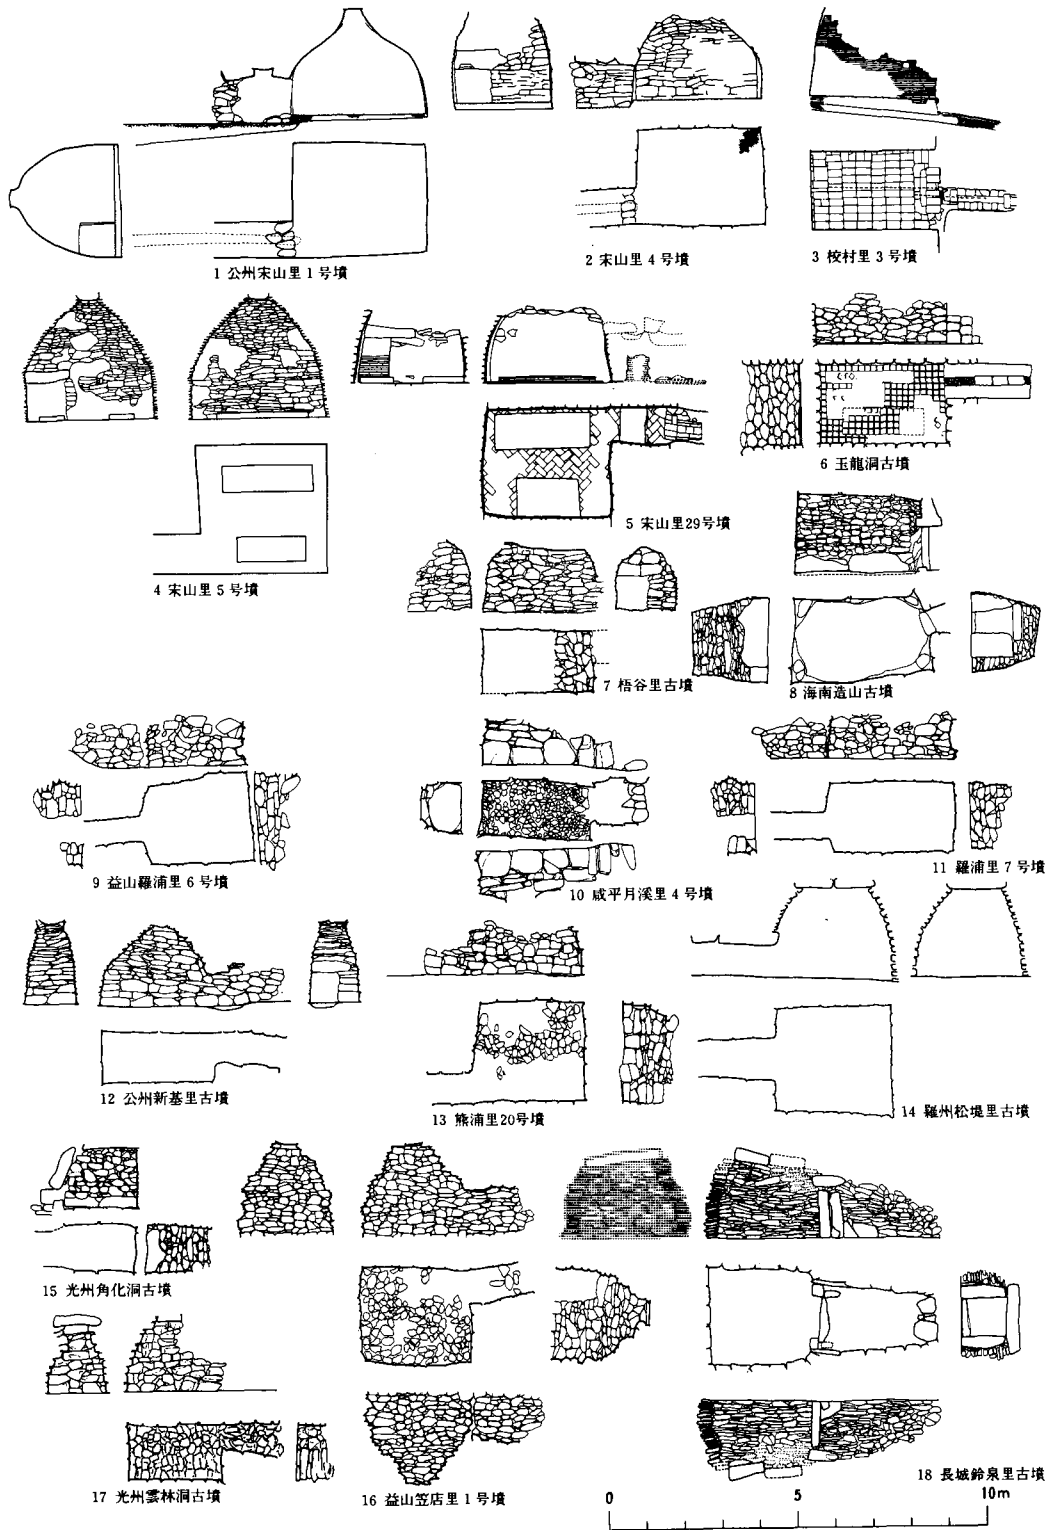 1 公州宋山里1号墳
2 宋山里4号墳
3 校村里3号墳
4 宋山里5号墳
5 宋山里29号墳
6 玉龍洞古墳
7 梧谷里古墳
8 海南造山古墳
9 益山羅浦里6号墳
10 咸平月溪里4号墳
11 羅浦里7号墳
12 公州新基里古墳
13 熊浦里20号墳
14 羅州松堤里古墳
15 光州角化洞古墳
16 益山笠店里1号墳
17 光州雲林洞古墳
18 長城鈴泉里古墳
0 5 10m